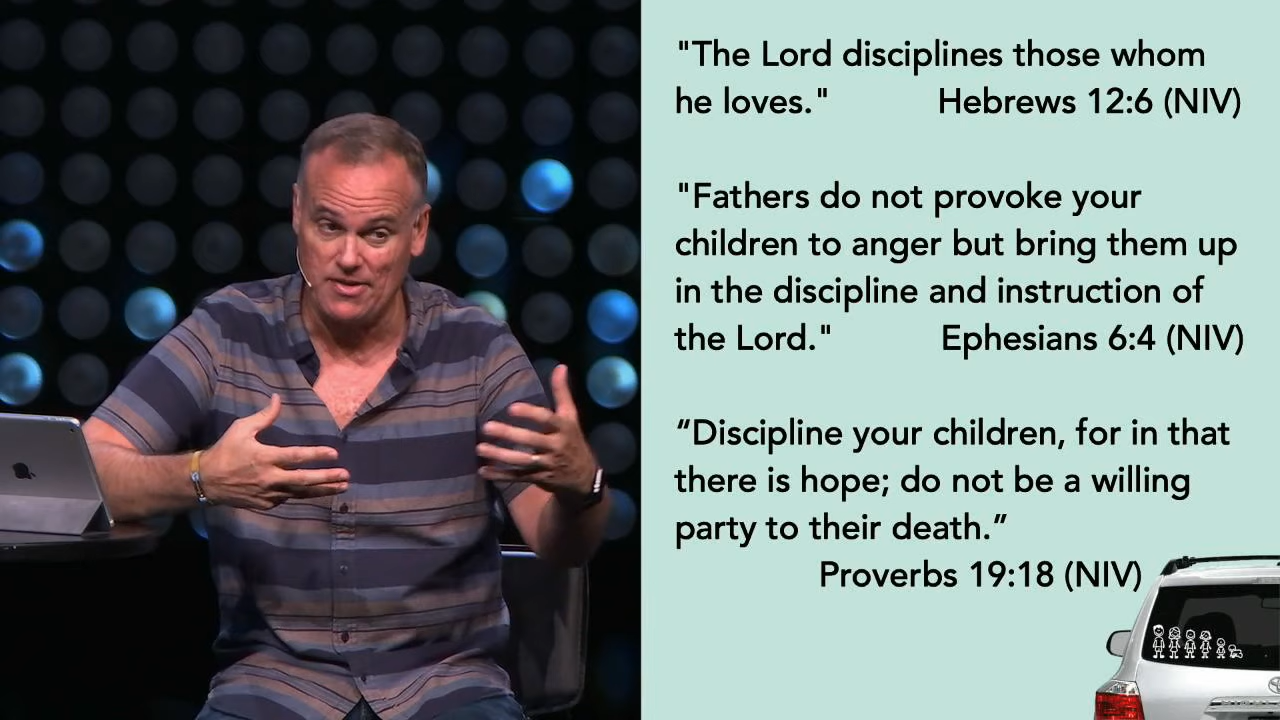 "The Lord disciplines those whom
he loves." Hebrews 12:6 (NIV)
"Fathers do not provoke your
children to anger but bring them up
in the discipline and instruction of
the Lord." Ephesians 6:4 (NIV)
“Discipline your children, for in that
there is hope; do not be a willing
party to their death.”
Proverbs 19:18 (NIV)